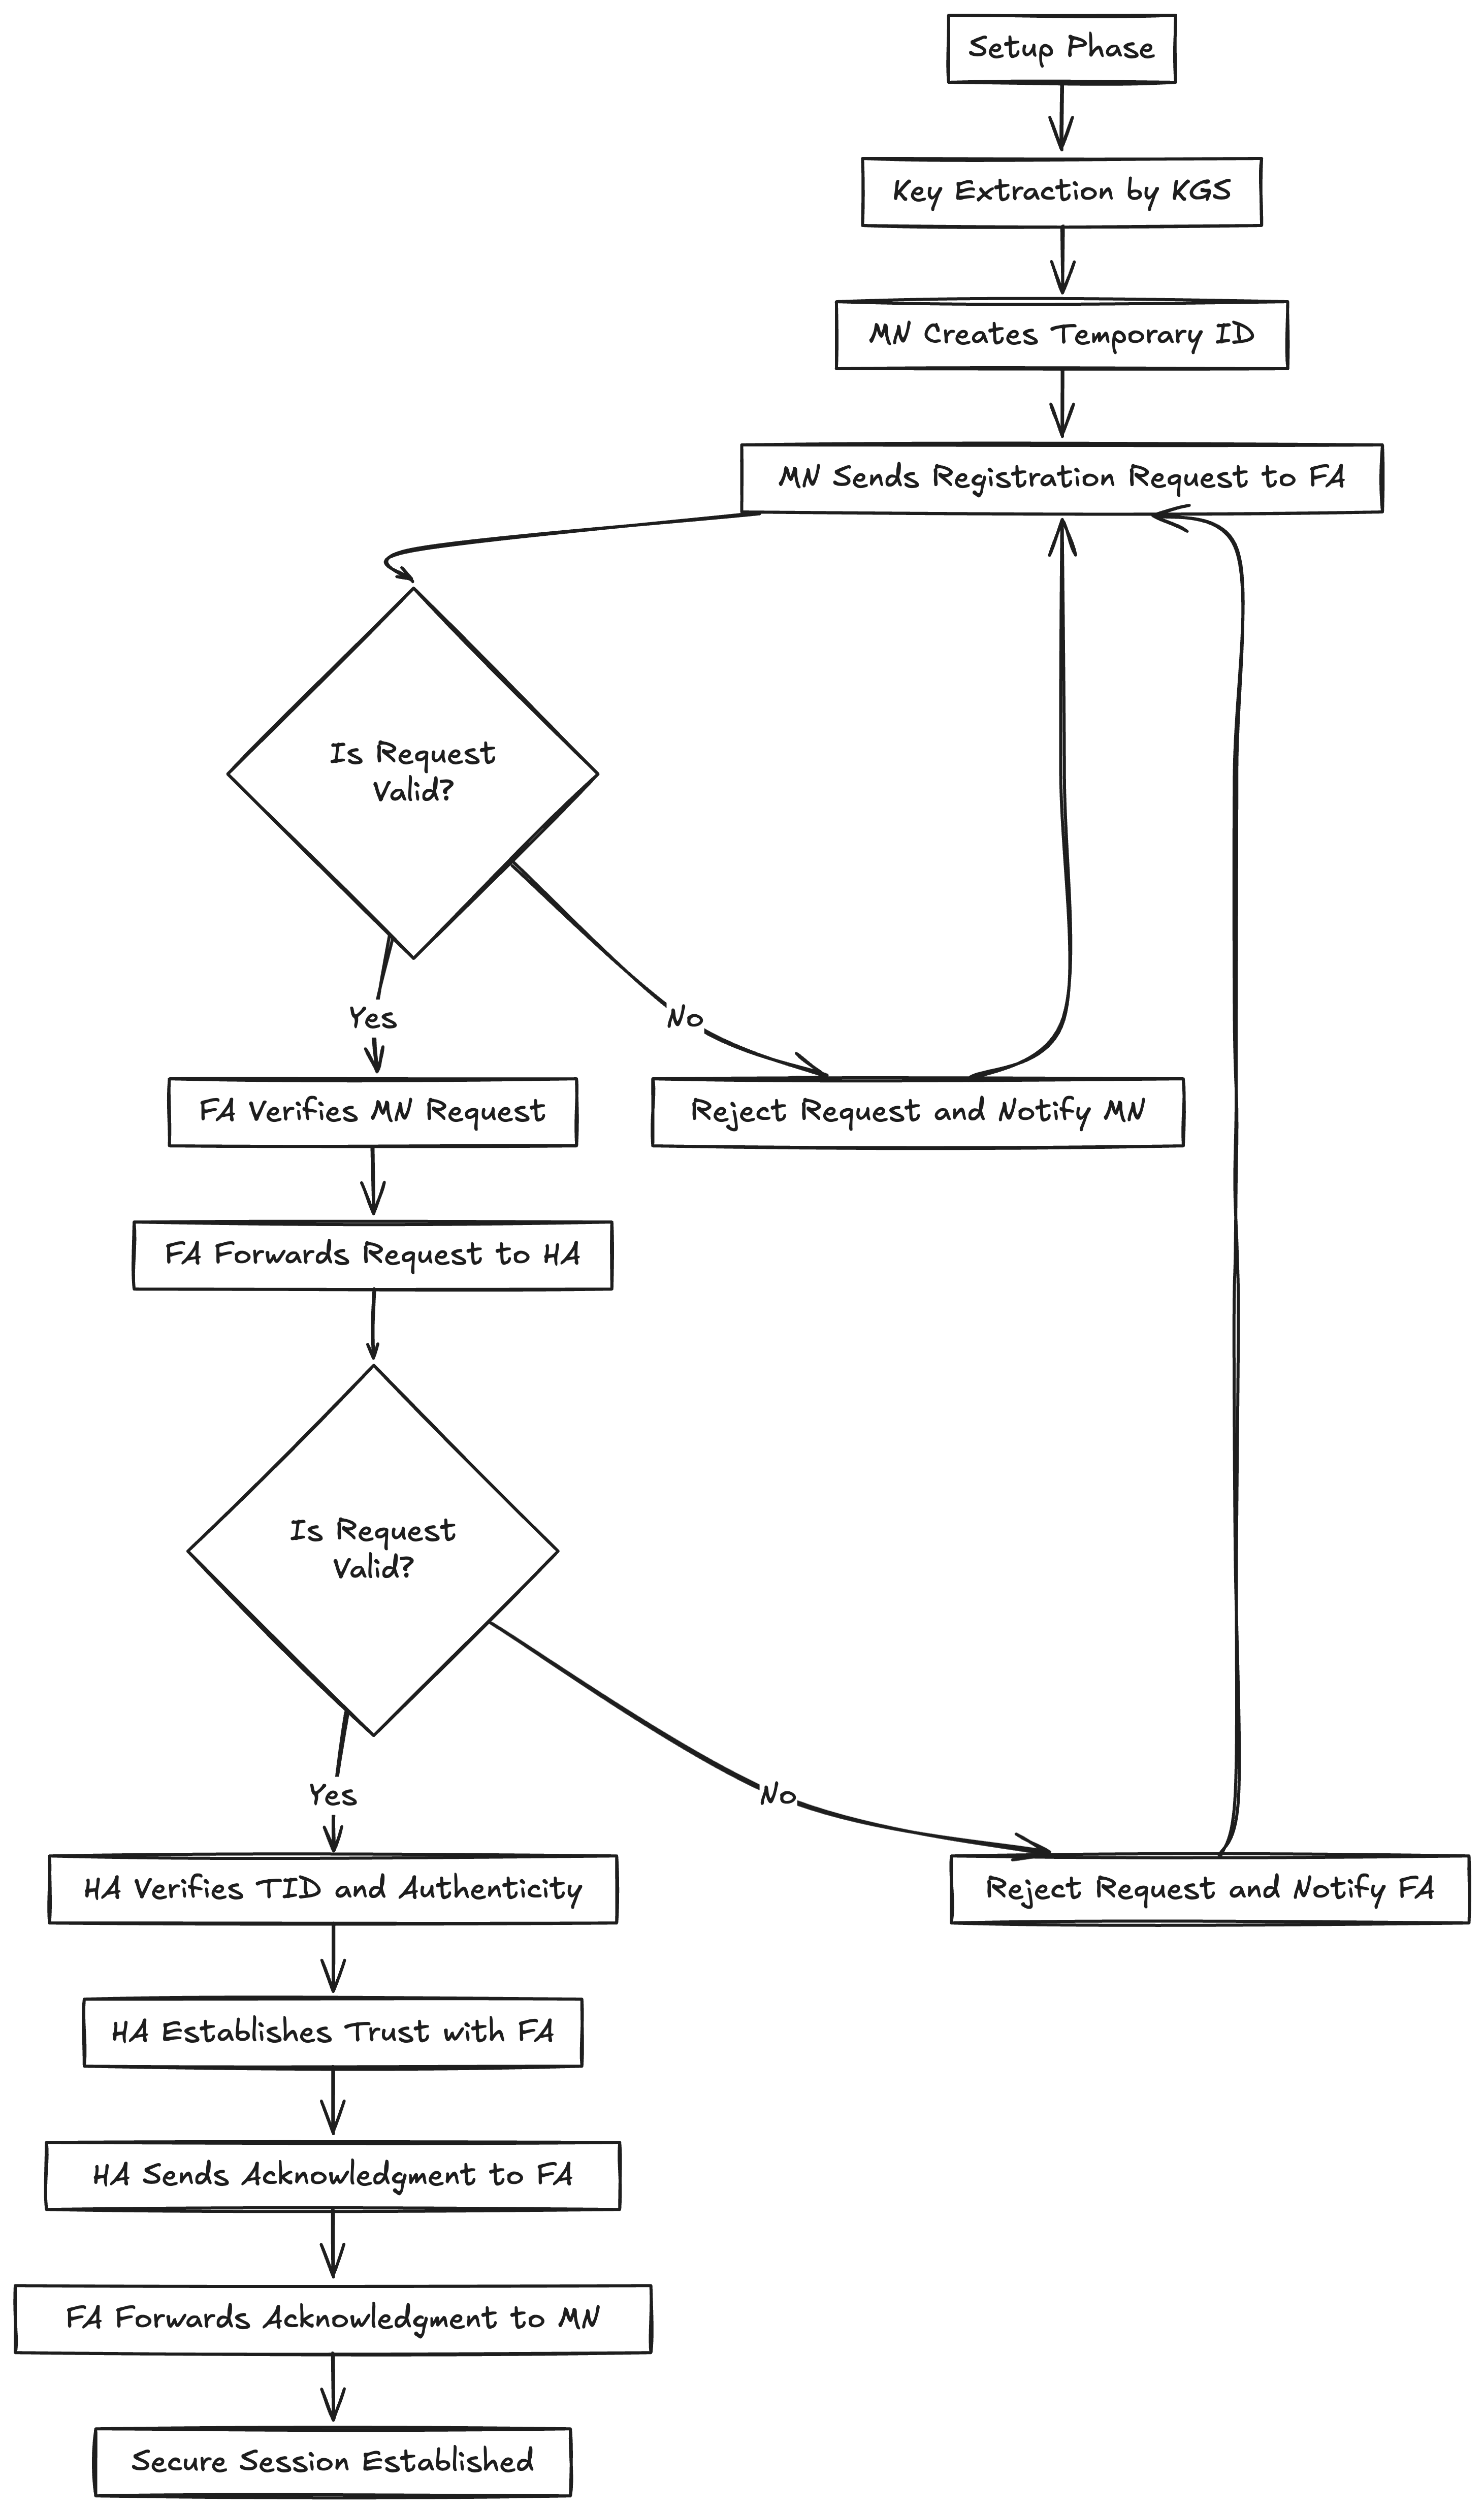 Setup Phase
Key Extraction by KGS
MN Creates Temporary ID
MN Sends Registration Request to FA
Is Request
Valid?
Yes
No
FA Verifies MN Request
Reject Request and Notify MN
FA Forwards Request to HA
Is Request
Valid?
Yes
No
HA Verifies TID and Authenticity
Reject Request and Notify FA
HA Establishes Trust with FA
HA Sends Acknowledgment to FA
FA Forwards Acknowledgment to MN
Secure Session Established